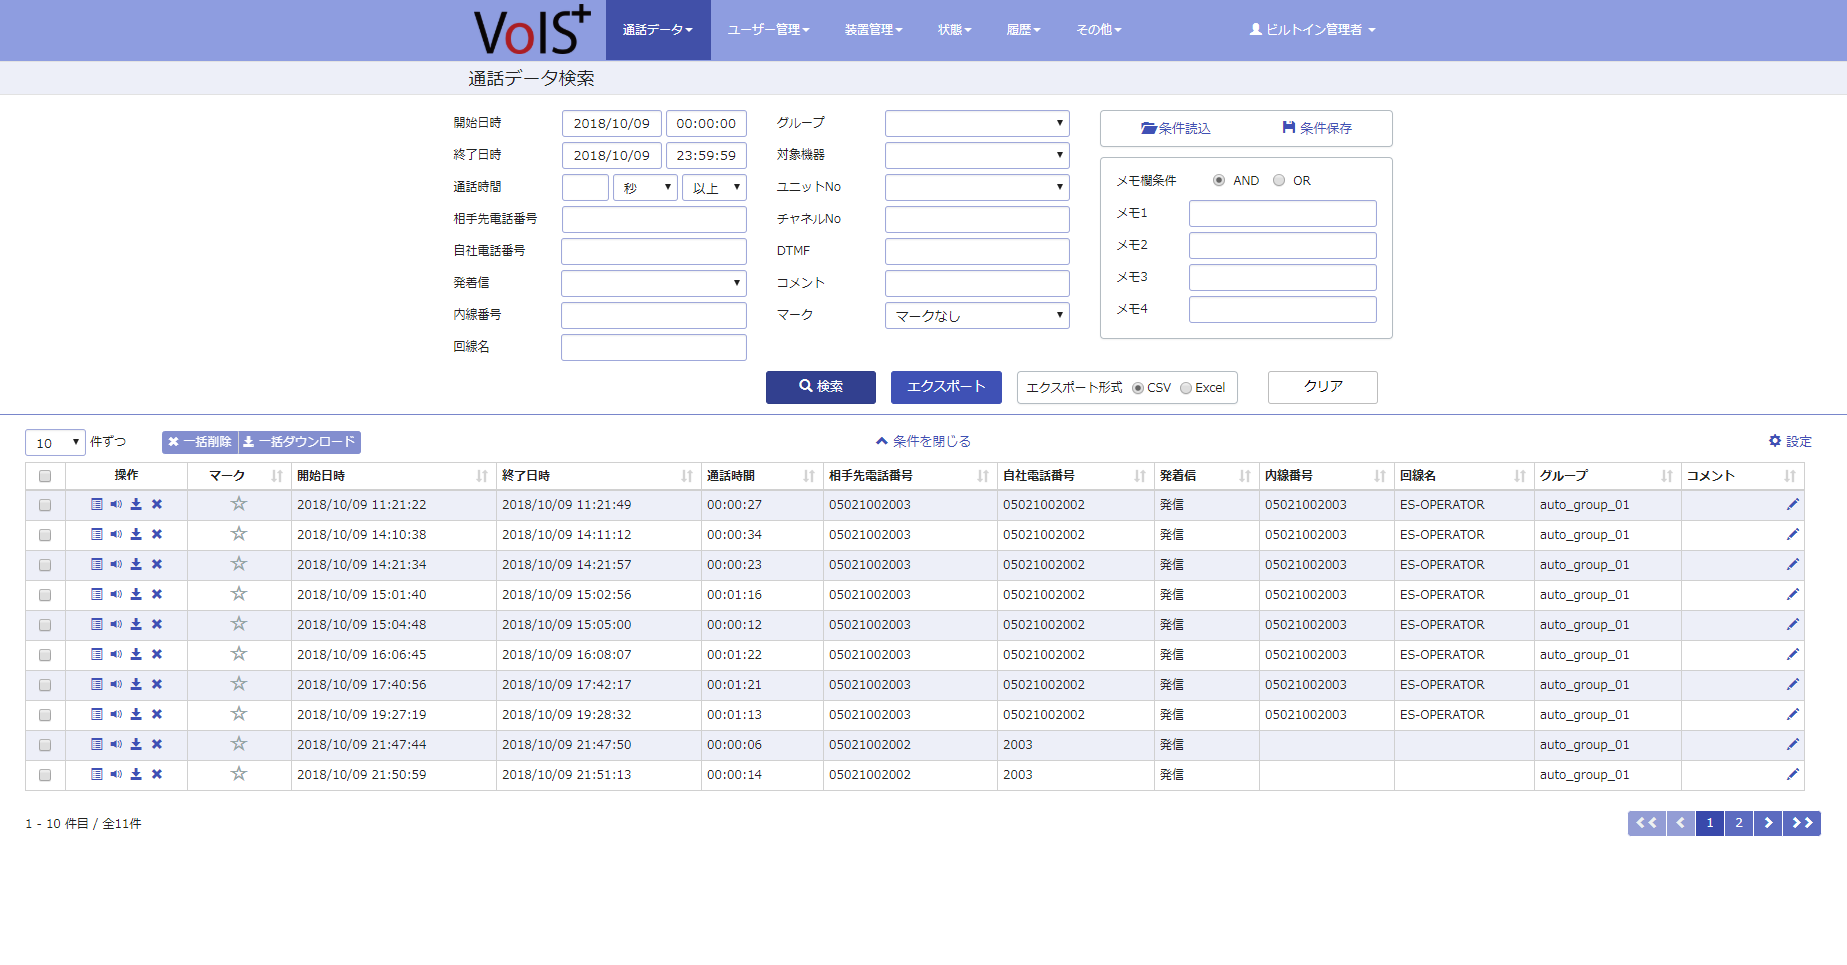 VoIS+ 通話データ ユーザー管理 装置管理 状態 履歴 その他 ビルトイン管理者
通話データ検索
開始日時 2018/10/09 00:00:00 グループ 条件読込 条件保存
終了日時 2018/10/09 23:59:59 対象機器
通話時間 秒 以上 ユニットNo メモ欄条件 AND OR
相手先電話番号 チャネルNo メモ1
自社電話番号 DTMF メモ2
発着信 コメント メモ3
内線番号 マーク マークなし メモ4
回線名
検索 エクスポート エクスポート形式 CSV Excel クリア
10 件ずつ 一括削除 一括ダウンロード 条件を閉じる 設定
操作 マーク 開始日時 終了日時 通話時間 相手先電話番号 自社電話番号 発着信 内線番号 回線名 グループ コメント
2018/10/09 11:21:22 2018/10/09 11:21:49 00:00:27 05021002003 05021002002 発信 05021002003 ES-OPERATOR auto_group_01
2018/10/09 14:10:38 2018/10/09 14:11:12 00:00:34 05021002003 05021002002 発信 05021002003 ES-OPERATOR auto_group_01
2018/10/09 14:21:34 2018/10/09 14:21:57 00:00:23 05021002003 05021002002 発信 05021002003 ES-OPERATOR auto_group_01
2018/10/09 15:01:40 2018/10/09 15:02:56 00:01:16 05021002003 05021002002 発信 05021002003 ES-OPERATOR auto_group_01
2018/10/09 15:04:48 2018/10/09 15:05:00 00:00:12 05021002003 05021002002 発信 05021002003 ES-OPERATOR auto_group_01
2018/10/09 16:06:45 2018/10/09 16:08:07 00:01:22 05021002003 05021002002 発信 05021002003 ES-OPERATOR auto_group_01
2018/10/09 17:40:56 2018/10/09 17:42:17 00:01:21 05021002003 05021002002 発信 05021002003 ES-OPERATOR auto_group_01
2018/10/09 19:27:19 2018/10/09 19:28:32 00:01:13 05021002003 05021002002 発信 05021002003 ES-OPERATOR auto_group_01
2018/10/09 21:47:44 2018/10/09 21:47:50 00:00:06 05021002002 2003 発信 auto_group_01
2018/10/09 21:50:59 2018/10/09 21:51:13 00:00:14 05021002002 2003 発信 auto_group_01
1 - 10 件目 / 全11件 1 2